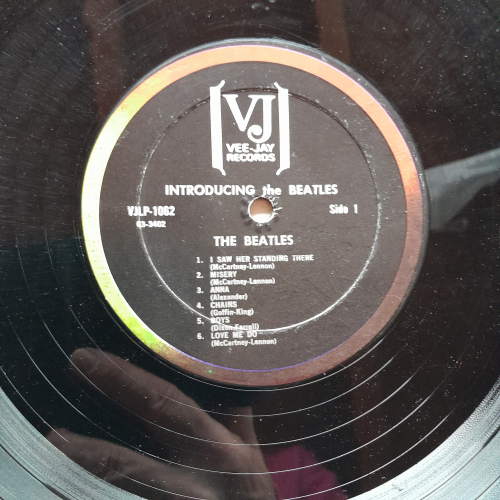 VJ
VEE-JAY
RECORDS
INTRODUCING the BEATLES
VJLP-1062 Side 1
63-3402
THE BEATLES
1. I SAW HER STANDING THERE
(McCartney-Lennon)
2. MISERY
(McCartney-Lennon)
3. ANNA
(Alexander)
4. CHAINS
(Goffin-King)
5. BOYS
(Dixon-Farrell)
6. LOVE ME DO
(McCartney-Lennon)